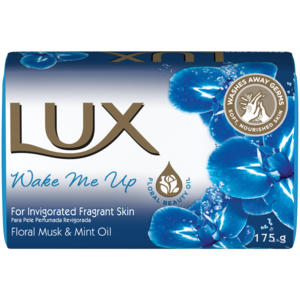 LUX
LUX
WASHES AWAY GERMS
SOFT, NOURISHED SKIN
Wake Me Up
FLORAL BEAUTY OIL
For Invigorated Fragrant Skin
Para Pele Perfumada Revigorada
Floral Musk & Mint Oil
175 g